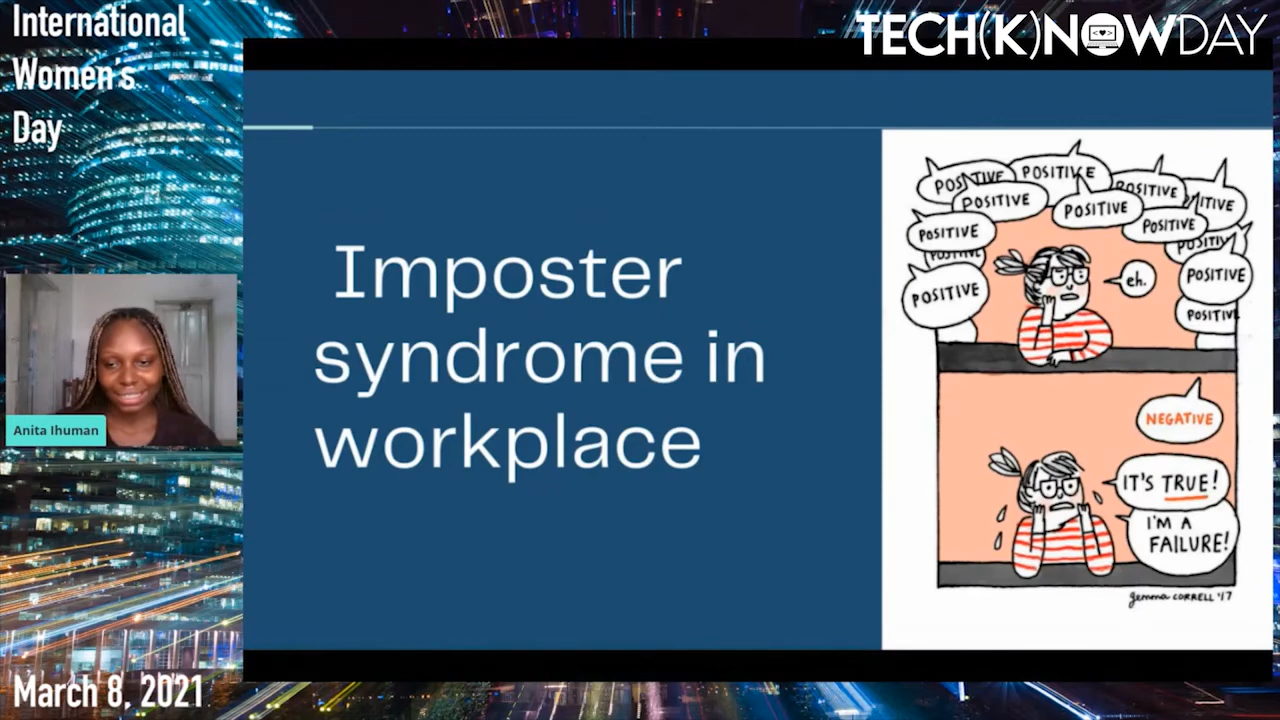 International
Women's
Day
TECH(K)NOWDAY
Imposter
syndrome in
workplace
POSITIVE
POSITIVE
POSITIVE
POSITIVE
POSITIVE
POSITIVE
POSITIVE
POSITIVE
POSITIVE
POSITIVE
eh.
NEGATIVE
IT'S TRUE!
I'M A
FAILURE!
Gemma CORRELL '17
Anita Ihuman
March 8, 2021